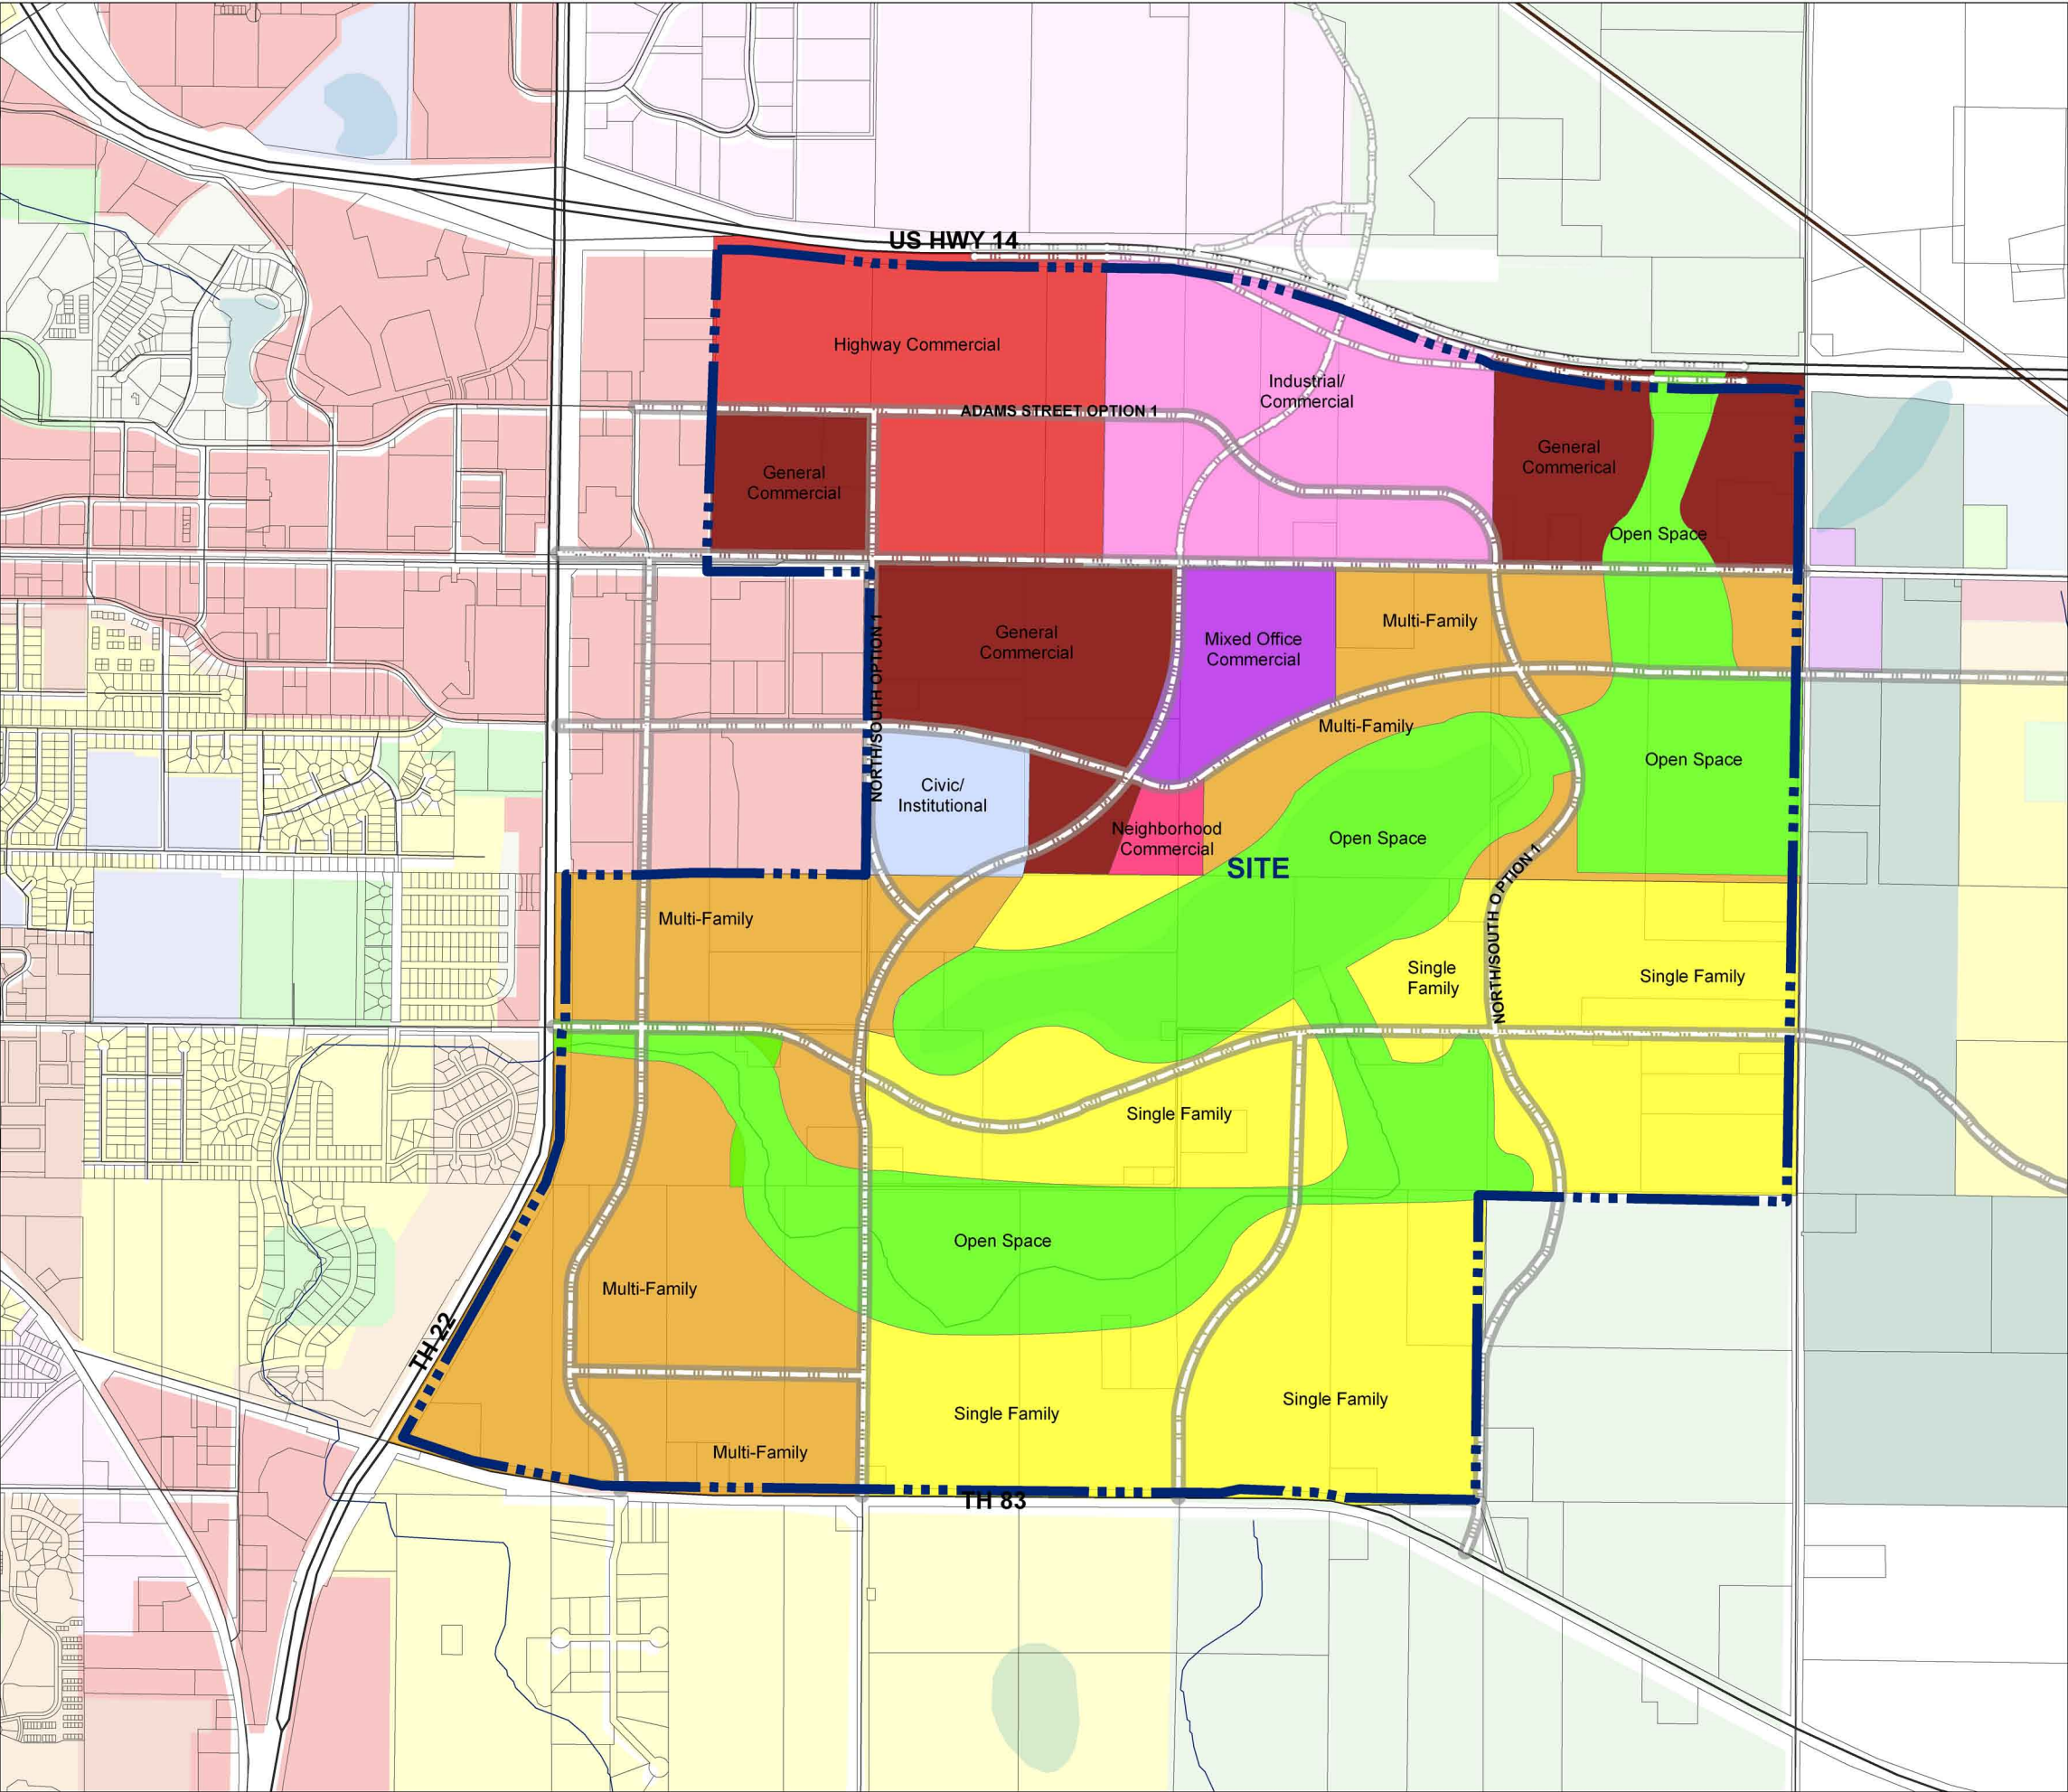 US HWY 14
Highway Commercial
Industrial/
Commercial
ADAMS STREET OPTION 1
General
Commercial
General
Commerical
Open Space
General
Commercial
Mixed Office
Commercial
Multi-Family
NORTH/SOUTH OPTION 1
Multi-Family
Open Space
Civic/
Institutional
Neighborhood
Commercial
Open Space
SITE
NORTH/SOUTH OPTION 1
Multi-Family
Single
Family
Single Family
Single Family
Open Space
Multi-Family
TH 22
Single Family
Single Family
Multi-Family
TH 83